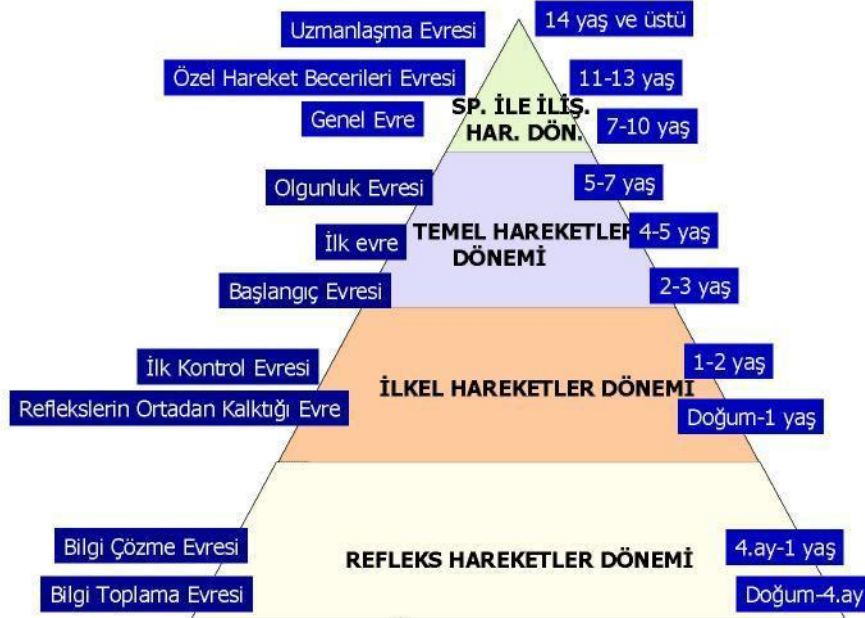 Uzmanlaşma Evresi
14 yaş ve üstü
Özel Hareket Becerileri Evresi
11-13 yaş
SP. İLE İLİŞ.
HAR. DÖN.
Genel Evre
7-10 yaş
Olgunluk Evresi
5-7 yaş
TEMEL HAREKETLER
DÖNEMİ
İlk evre
4-5 yaş
Başlangıç Evresi
2-3 yaş
İlk Kontrol Evresi
1-2 yaş
İLKEL HAREKETLER DÖNEMİ
Reflekslerin Ortadan Kalktığı Evre
Doğum-1 yaş
Bilgi Çözme Evresi
4.ay-1 yaş
REFLEKS HAREKETLER DÖNEMİ
Bilgi Toplama Evresi
Doğum-4.ay